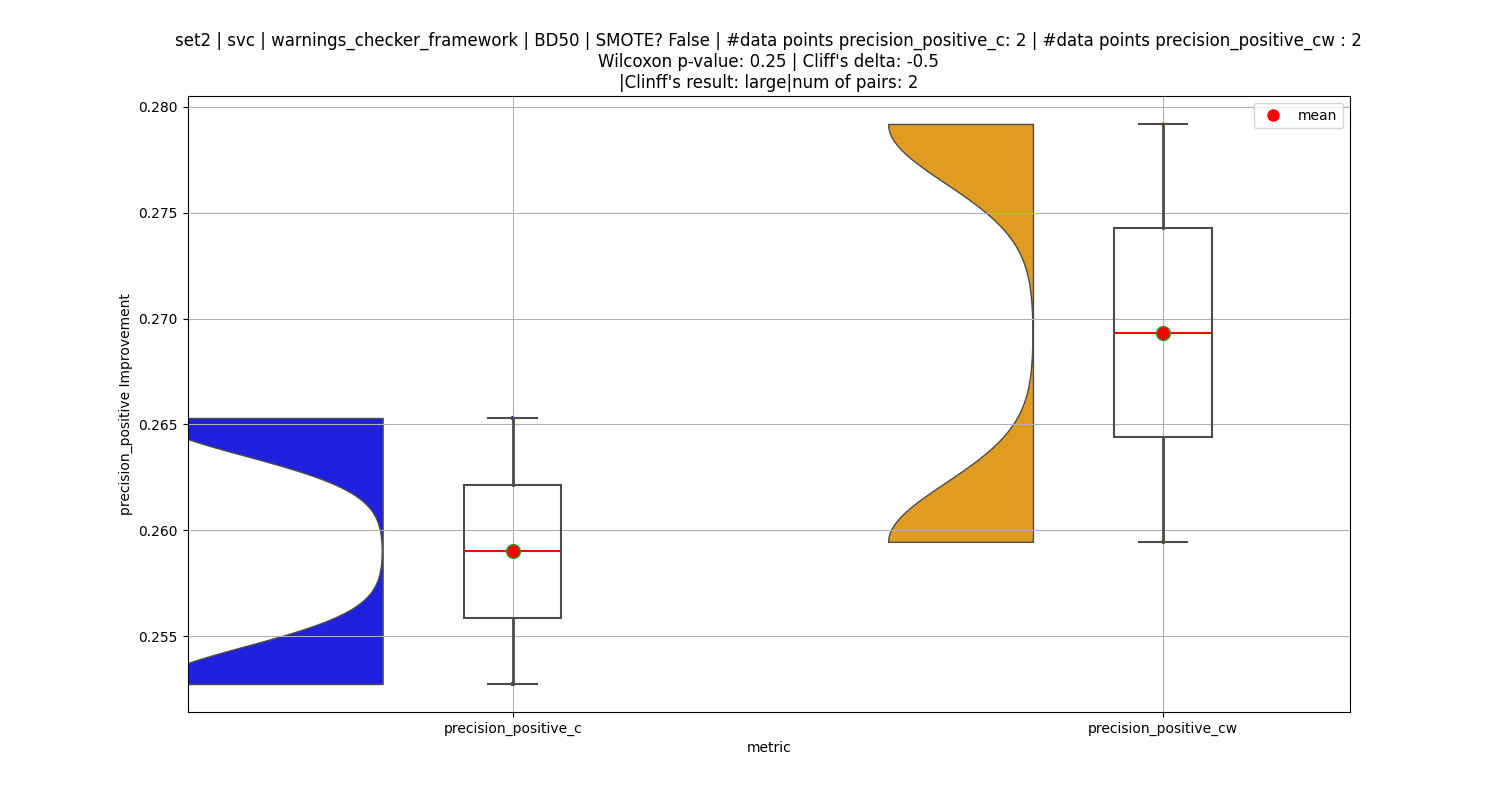 set2 | svc | warnings_checker_framework | BD50 | SMOTE? False | #data points precision_positive_c: 2 | #data points precision_positive_cw : 2
Wilcoxon p-value: 0.25 | Cliff's delta: -0.5
|Clinff's result: large|num of pairs: 2
0.280
mean
0.275
0.270
precision_positive Improvement
0.265
0.260
0.255
precision_positive_c
precision_positive_cw
metric